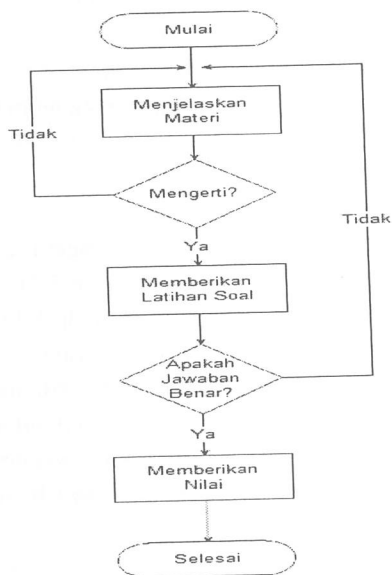 Mulai
Menjelaskan
Materi
Tidak
Mengerti?
Tidak
Ya
Memberikan
Latihan Soal
Apakah
Jawaban
Benar?
Ya
Memberikan
Nilai
Selesai